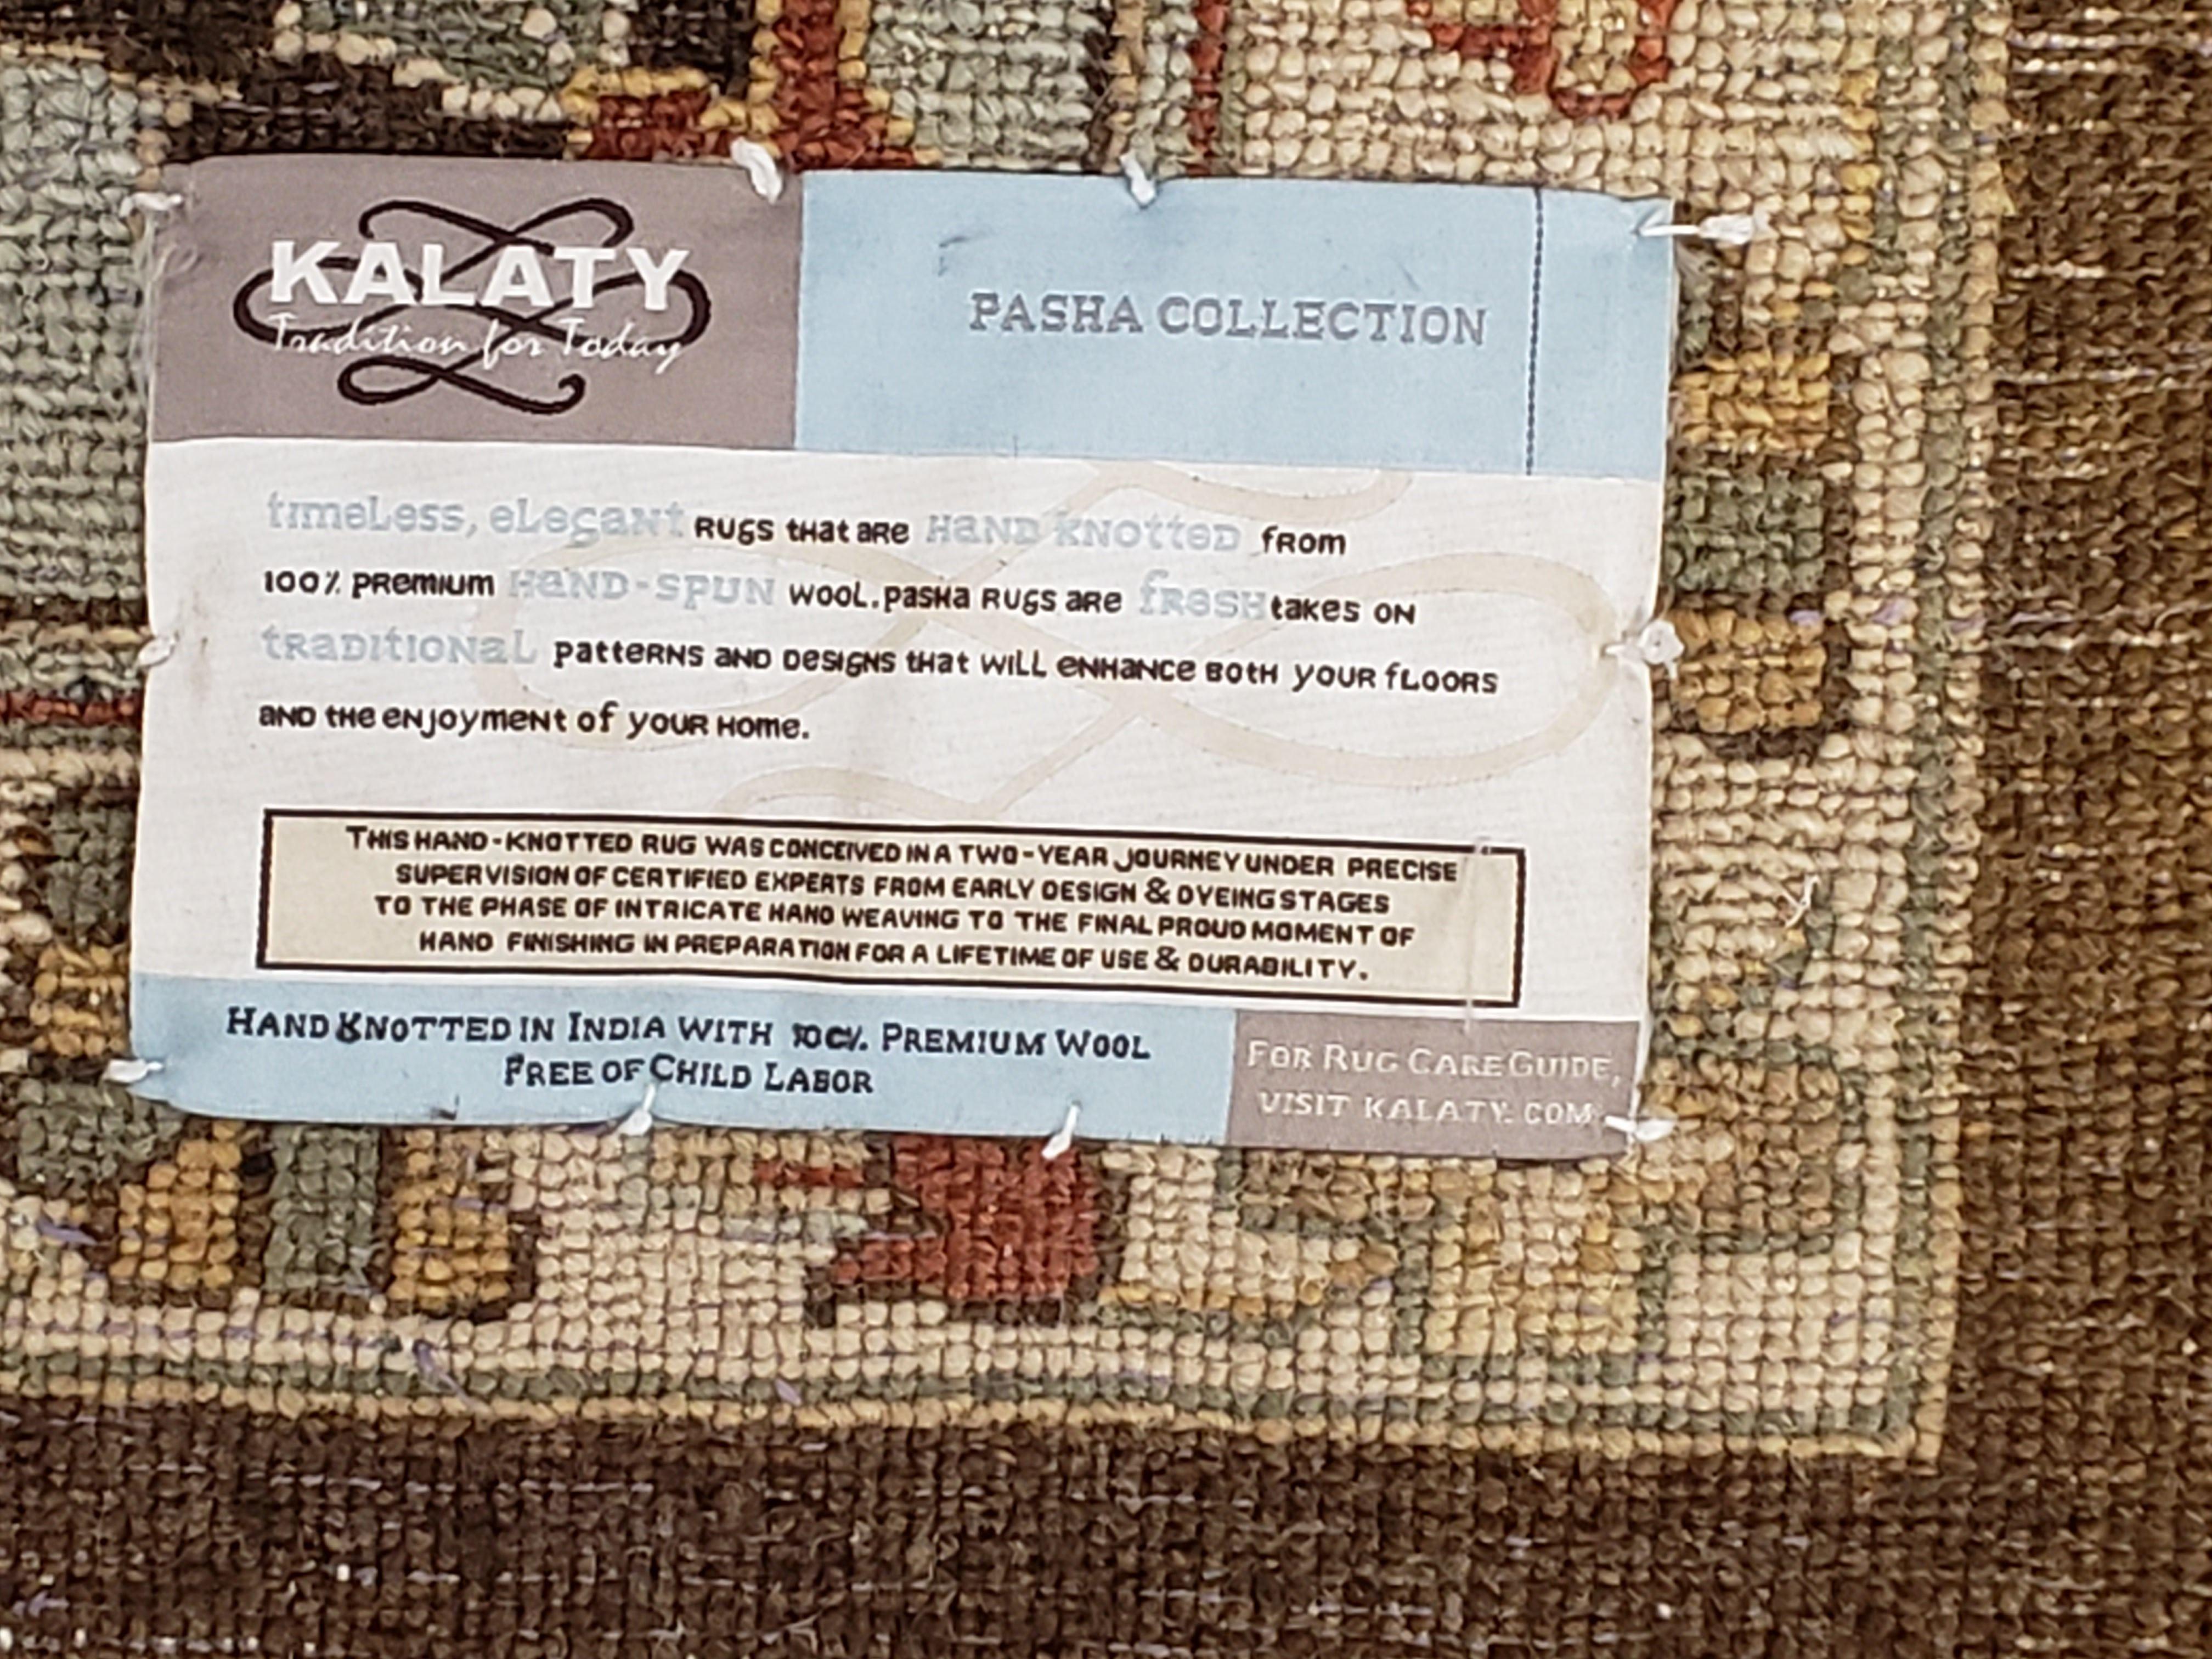 KALATY
Tradition for Today
PASHA COLLECTION
timeless, elegant RUGS that are HAND KNOTTED from
100% PREMIUM HAND-SPUN WOOL. PASHA RUGS ARE fresh takes ON
traditional patterns and designs that will enhance both your floors
and the enjoyment of your home.
THIS HAND-KNOTTED RUG WAS CONCEIVED IN A TWO-YEAR JOURNEY UNDER PRECISE
SUPERVISION OF CERTIFIED EXPERTS FROM EARLY DESIGN & DYEING STAGES
TO THE PHASE OF INTRICATE HAND WEAVING TO THE FINAL PROUD MOMENT OF
HAND FINISHING IN PREPARATION FOR A LIFETIME OF USE & DURABILITY.
HAND KNOTTED IN INDIA WITH 100% PREMIUM WOOL
FREE OF CHILD LABOR
FOR RUG CARE GUIDE,
VISIT KALATY.COM